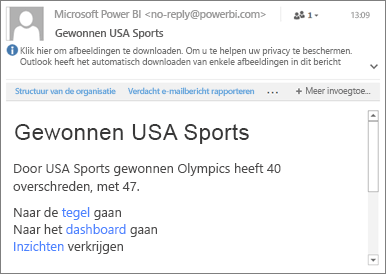 Microsoft Power BI <no-reply@powerbi.com>
1
13:09
Gewonnen USA Sports
Klik hier om afbeeldingen te downloaden. Om u te helpen uw privacy te beschermen.
Outlook heeft het automatisch downloaden van enkele afbeeldingen in dit bericht
Structuur van de organisatie Verdacht e-mailbericht rapporteren ... + Meer invoegtoe...
Gewonnen USA Sports
Door USA Sports gewonnen Olympics heeft 40
overschreden, met 47.
Naar de tegel gaan
Naar het dashboard gaan
Inzichten verkrijgen